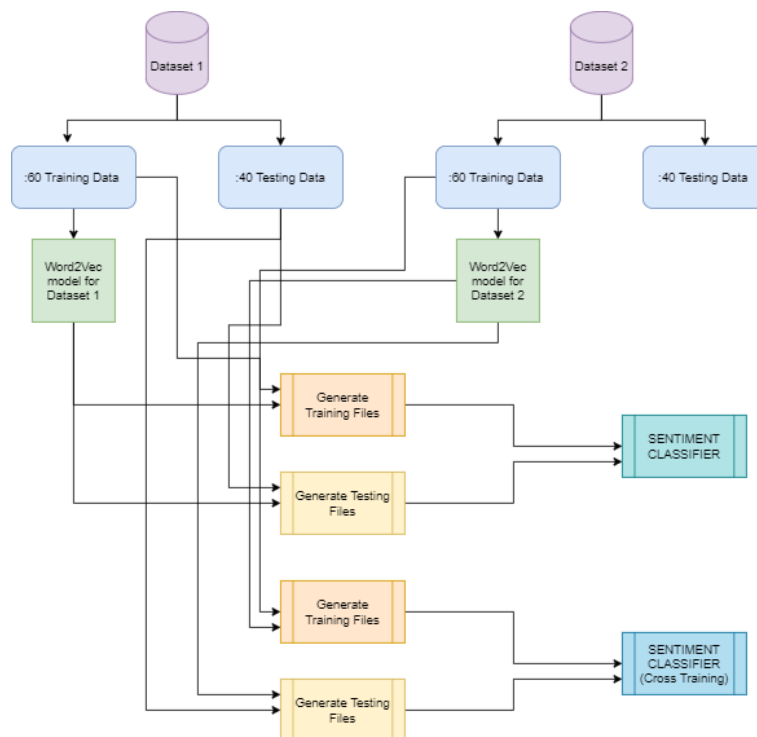 Dataset 1
Dataset 2
:60 Training Data
:40 Testing Data
:60 Training Data
:40 Testing Data
Word2Vec
model for
Dataset 1
Word2Vec
model for
Dataset 2
Generate
Training Files
SENTIMENT
CLASSIFIER
Generate Testing
Files
Generate
Training Files
SENTIMENT
CLASSIFIER
(Cross Training)
Generate Testing
Files